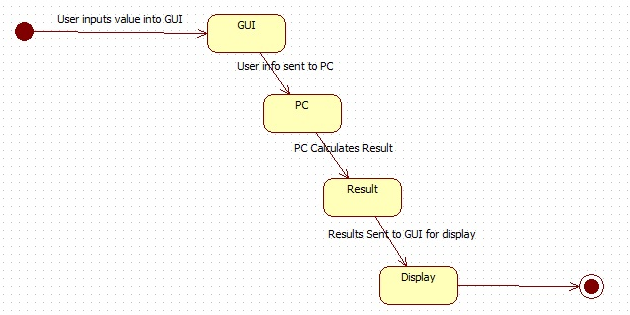 User inputs value into GUI
GUI
User info sent to PC
PC
PC Calculates Result
Result
Results Sent to GUI for display
Display